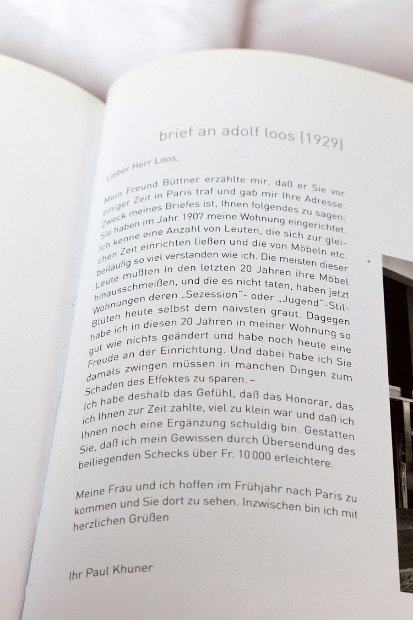 brief an adolf loos (1929)
Lieber Herr Loos,
Mein Freund Büttner erzählte mir, daß er Sie vor
einiger Zeit in Paris traf und gab mir Ihre Adresse.
Zweck meines Briefes ist, Ihnen folgendes zu sagen:
Sie haben im Jahr 1907 meine Wohnung eingerichtet.
Ich kenne eine Anzahl von Leuten, die sich zur glei-
chen Zeit einrichten ließen und die von Möbeln etc.
beiläufig so viel verstanden wie ich. Die meisten dieser
Leute mußten in den letzten 20 Jahren ihre Möbel
hinausschmeißen, und die es nicht taten, haben jetzt
Wohnungen deren „Sezession"- oder „Jugend"-Stil-
Blüten heute selbst dem naivsten graut. Dagegen
habe ich in diesen 20 Jahren in meiner Wohnung so
gut wie nichts geändert und habe noch heute eine
Freude an der Einrichtung. Und dabei habe ich Sie
damals zwingen müssen in manchen Dingen zum
Schaden des Effektes zu sparen. –
Ich habe deshalb das Gefühl, daß das Honorar, das
ich Ihnen zur Zeit zahlte, viel zu klein war und daß ich
Ihnen noch eine Ergänzung schuldig bin. Gestatten
Sie, daß ich mein Gewissen durch Übersendung des
beiliegenden Schecks über Fr. 10 000 erleichtere.
Meine Frau und ich hoffen im Frühjahr nach Paris zu
kommen und Sie dort zu sehen. Inzwischen bin ich mit
herzlichen Grüßen
Ihr Paul Khuner